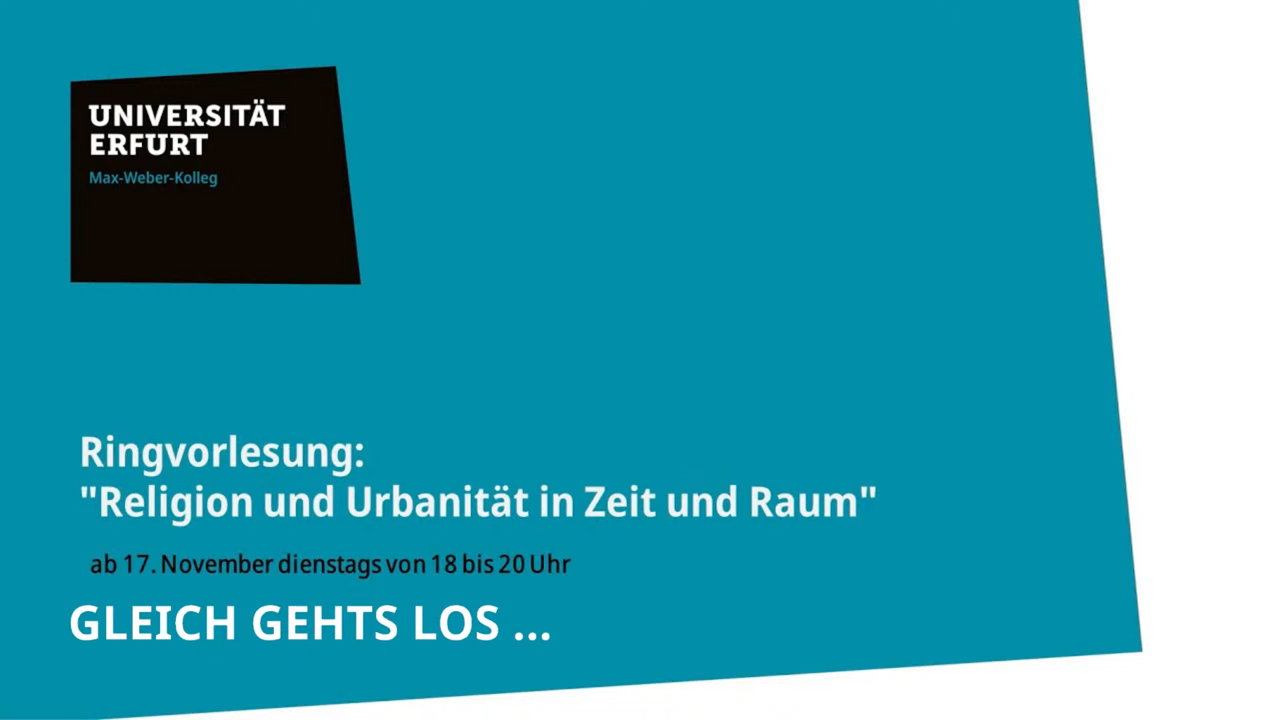 UNIVERSITÄT
ERFURT
Max-Weber-Kolleg
Ringvorlesung:
"Religion und Urbanität in Zeit und Raum"
ab 17. November dienstags von 18 bis 20 Uhr
GLEICH GEHTS LOS ...